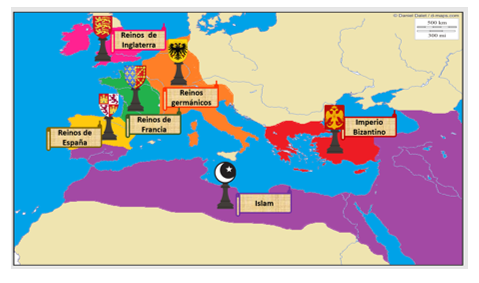 © Daniel Dalet / d-maps.com
500 km
300 mi
Reinos de
Inglaterra
Reinos
germánicos
Reinos de
Francia
Reinos de
España
Imperio
Bizantino
Islam